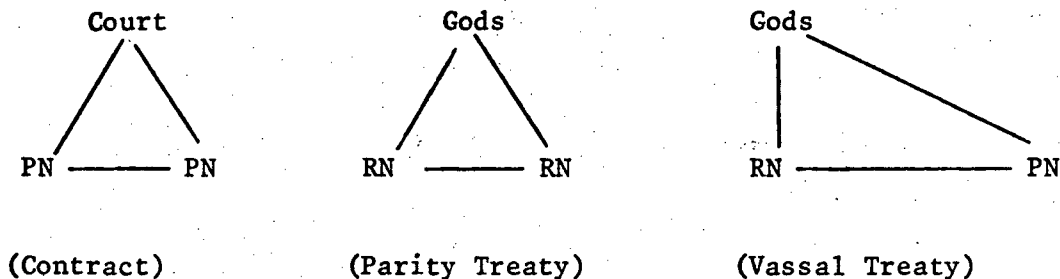 Court Gods Gods
PN PN RN RN RN PN
(Contract) (Parity Treaty) (Vassal Treaty)